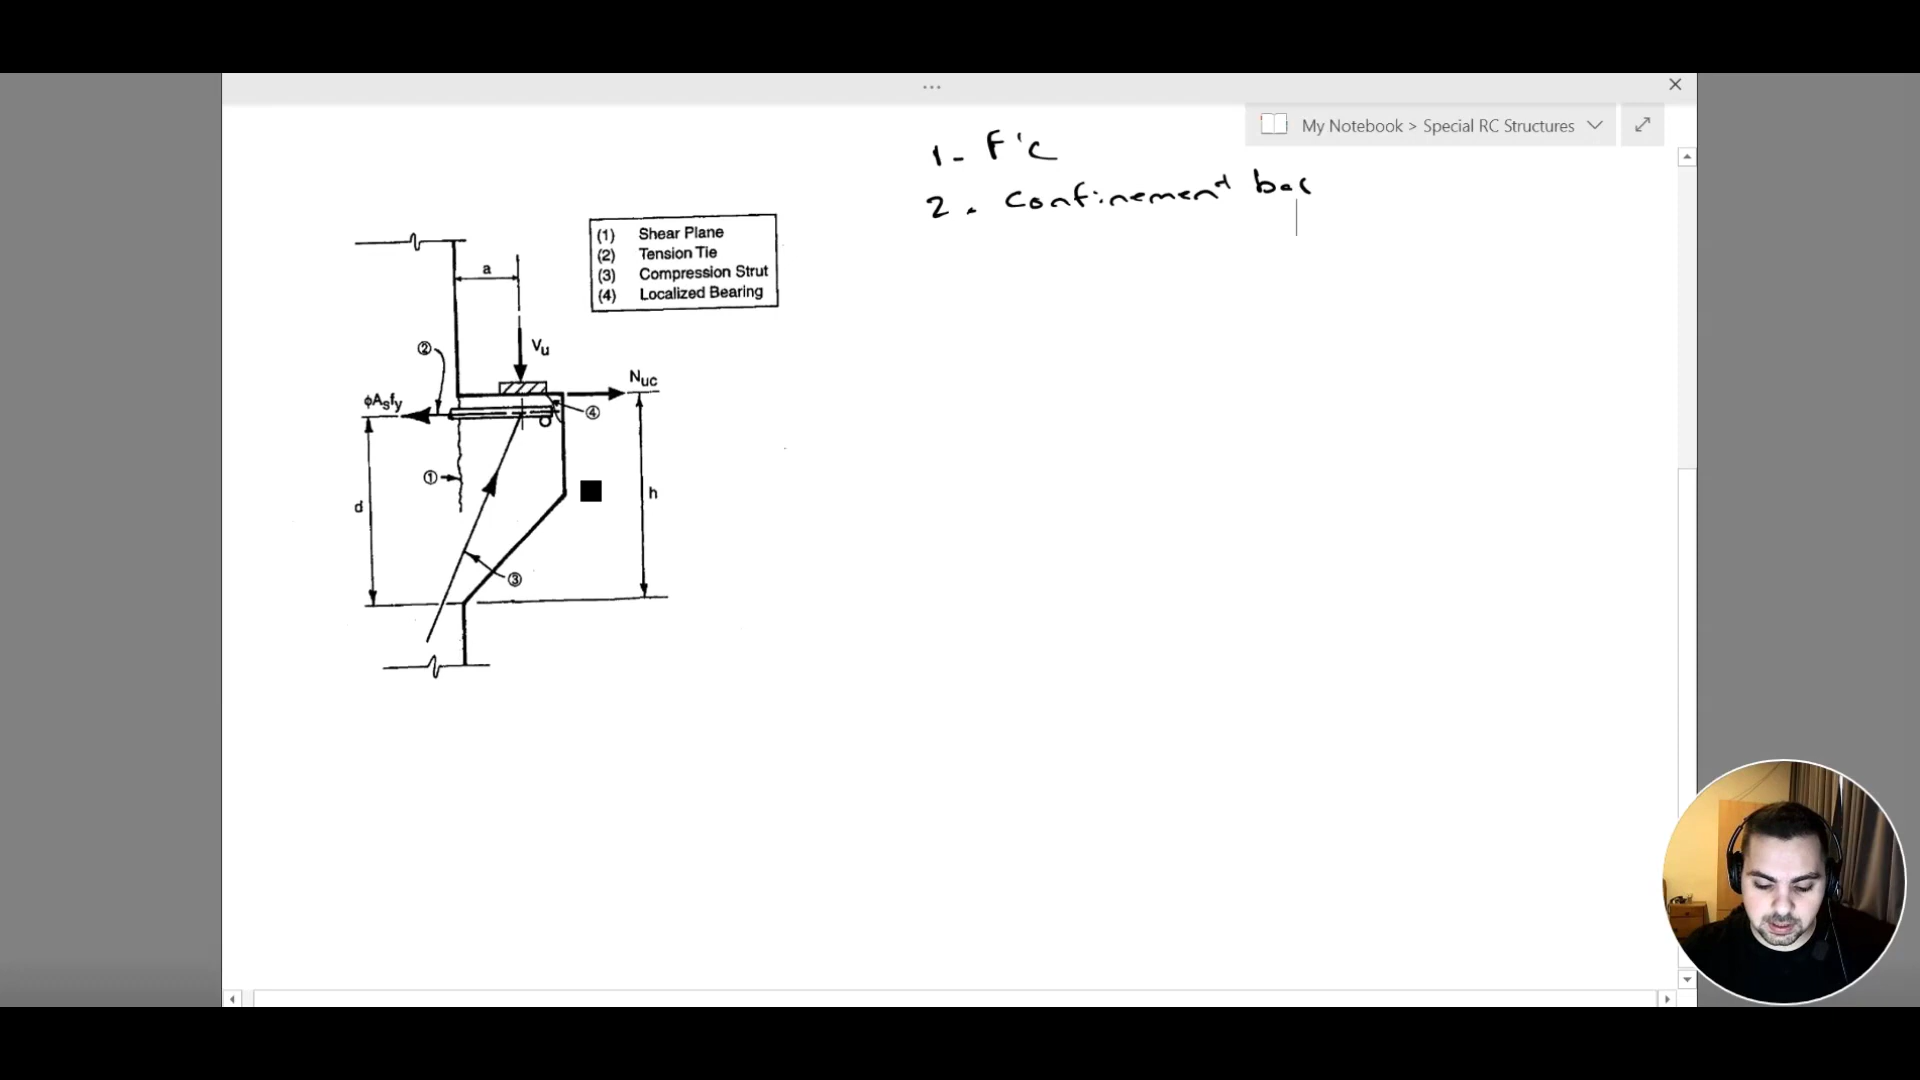 ...
My Notebook > Special RC Structures
1- F'c
2. Confinement bar
(1) Shear Plane
(2) Tension Tie
(3) Compression Strut
(4) Localized Bearing
a
②
Vu
Nuc
ϕAsfy
④
①
d
h
③